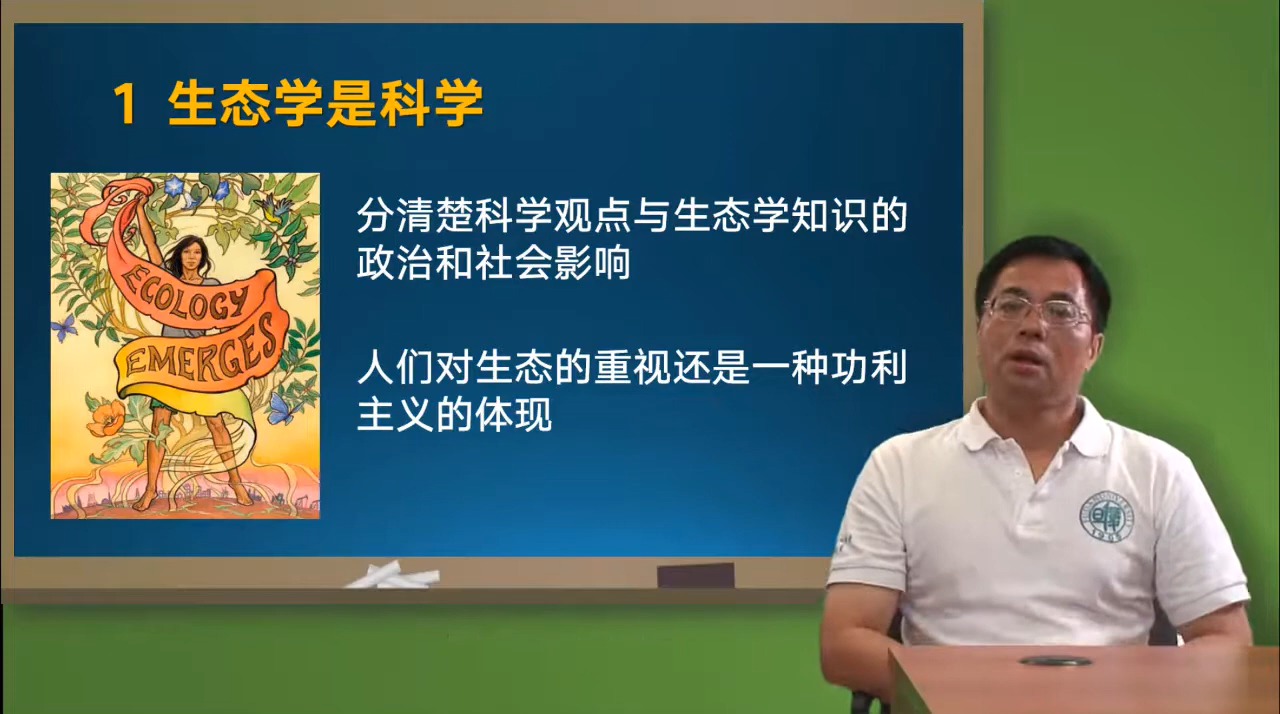 1 生态学是科学
分清楚科学观点与生态学知识的
政治和社会影响
人们对生态的重视还是一种功利
主义的体现
ECOLOGY
EMERGES